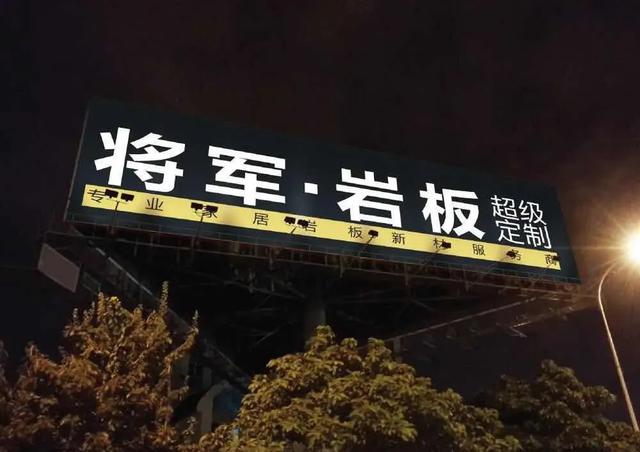 将军·岩板
超级
定制
专业家居岩板新材服务商